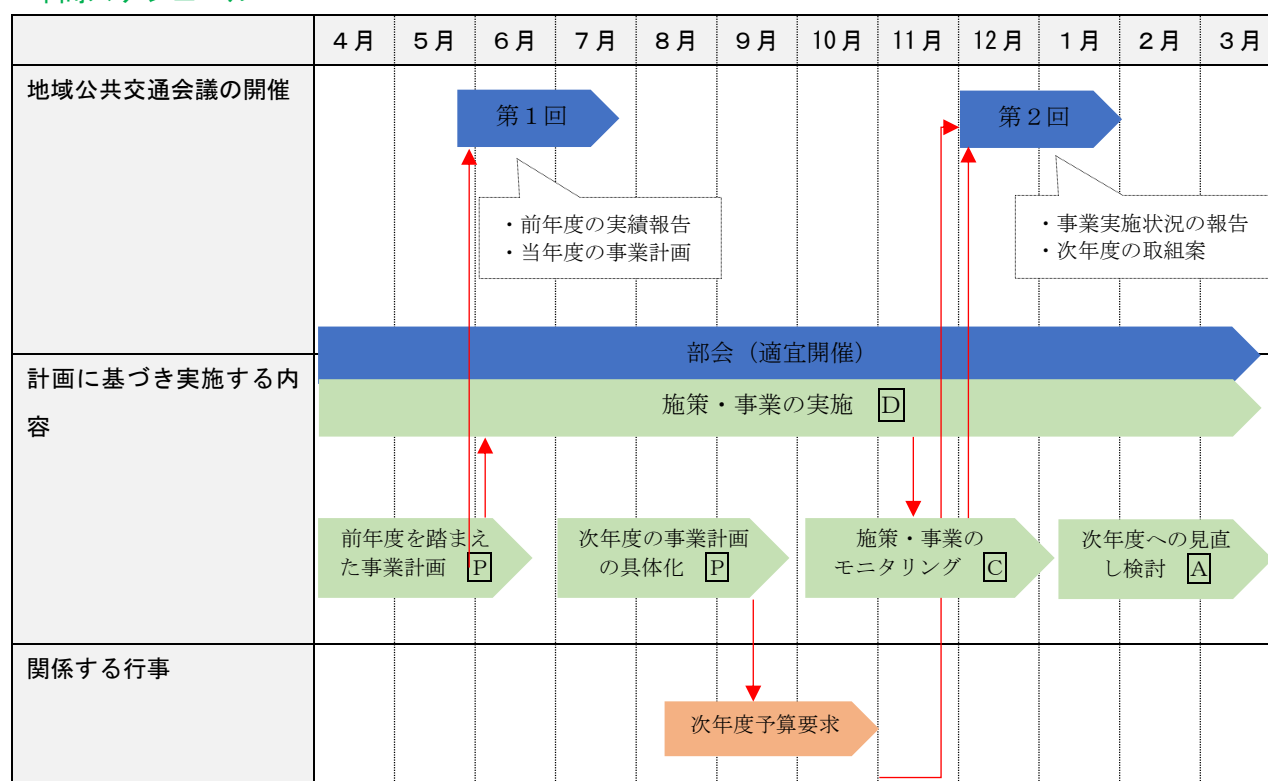 ４月 ５月 ６月 ７月 ８月 ９月 10月 11月 12月 １月 ２月 ３月
地域公共交通会議の開催
第１回
第２回
・前年度の実績報告
・当年度の事業計画
・事業実施状況の報告
・次年度の取組案
部会（適宜開催）
計画に基づき実施する内
容
施策・事業の実施 D
前年度を踏まえ
た事業計画 P
次年度の事業計画
の具体化 P
施策・事業の
モニタリング C
次年度への見直
し検討 A
関係する行事
次年度予算要求